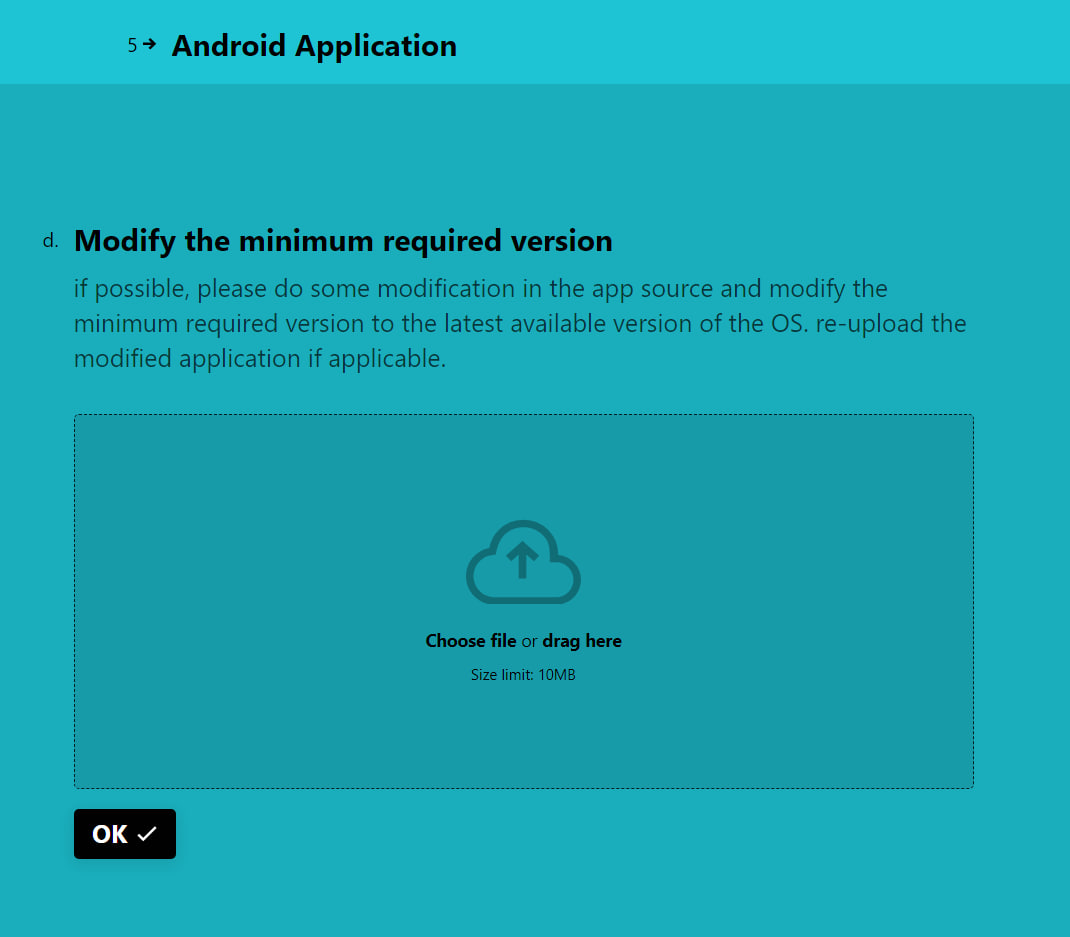 5 → Android Application
d. Modify the minimum required version
if possible, please do some modification in the app source and modify the
minimum required version to the latest available version of the OS. re-upload the
modified application if applicable.
Choose file or drag here
Size limit: 10MB
OK ✓